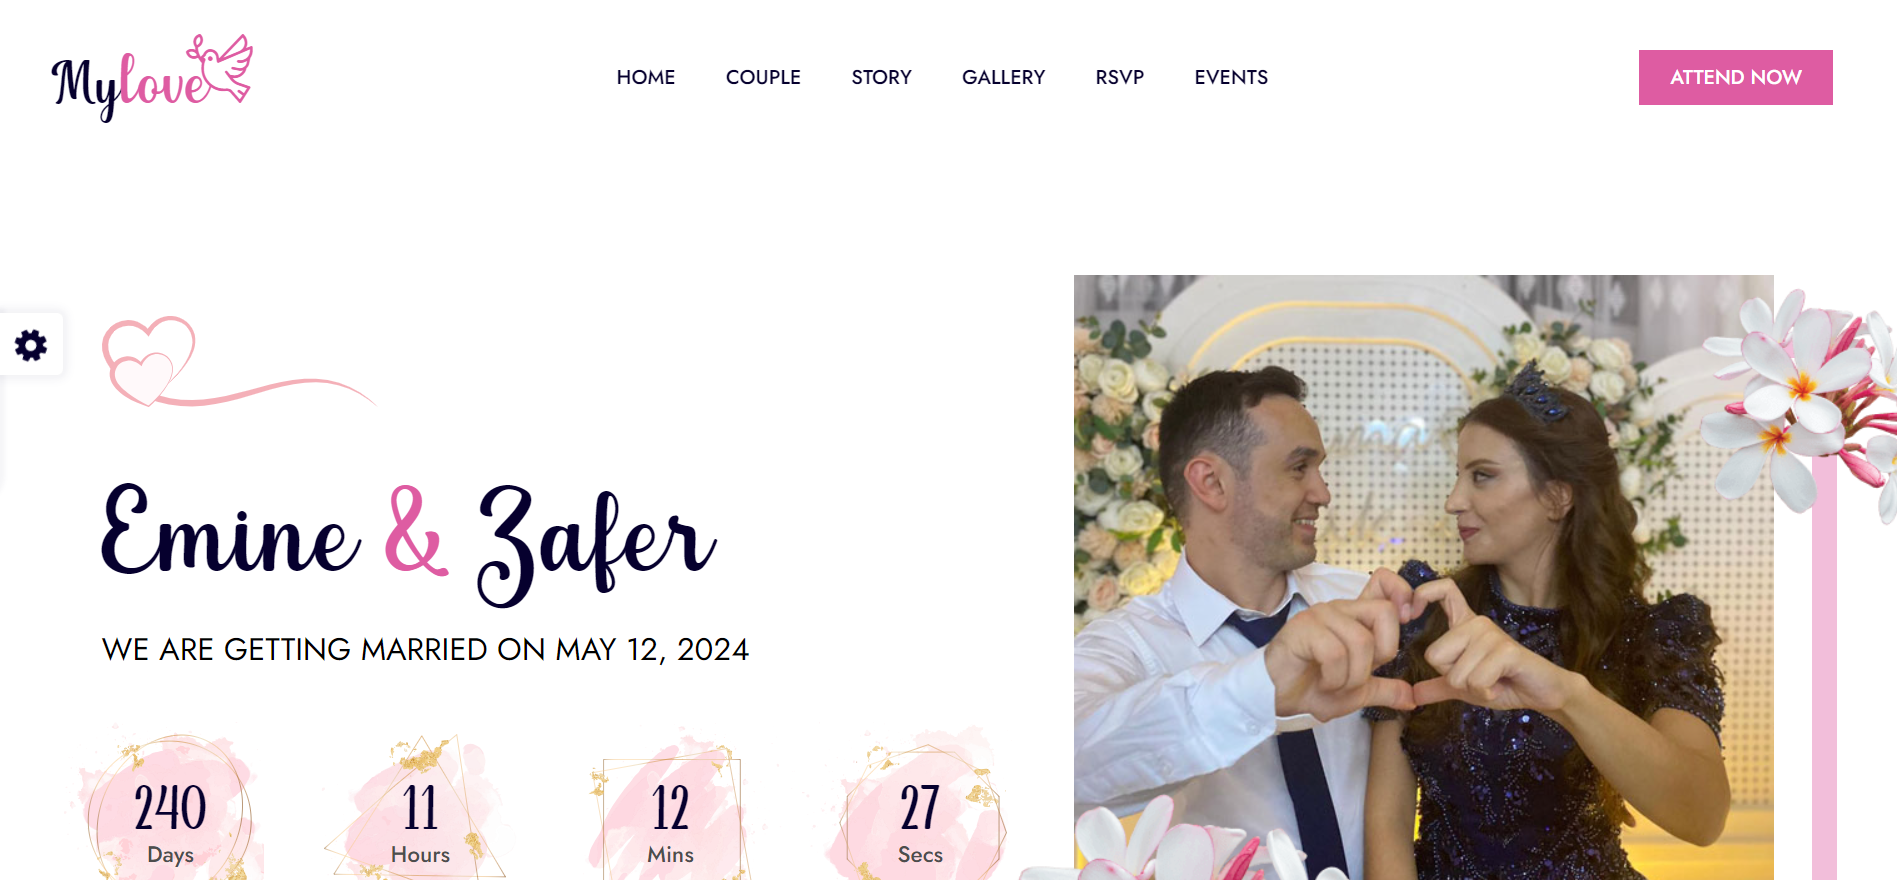 Mylove
HOME COUPLE STORY GALLERY RSVP EVENTS
ATTEND NOW
Emine & Zafer
WE ARE GETTING MARRIED ON MAY 12, 2024
240 11 12 27
Days Hours Mins Secs